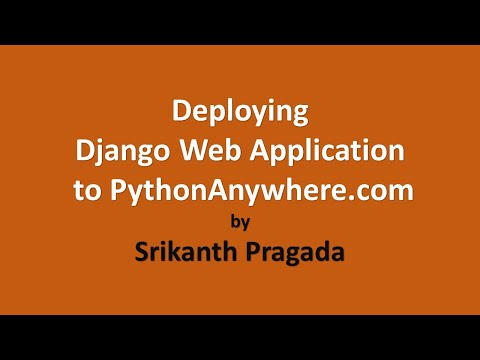 Deploying
Django Web Application
to PythonAnywhere.com
by
Srikanth Pragada